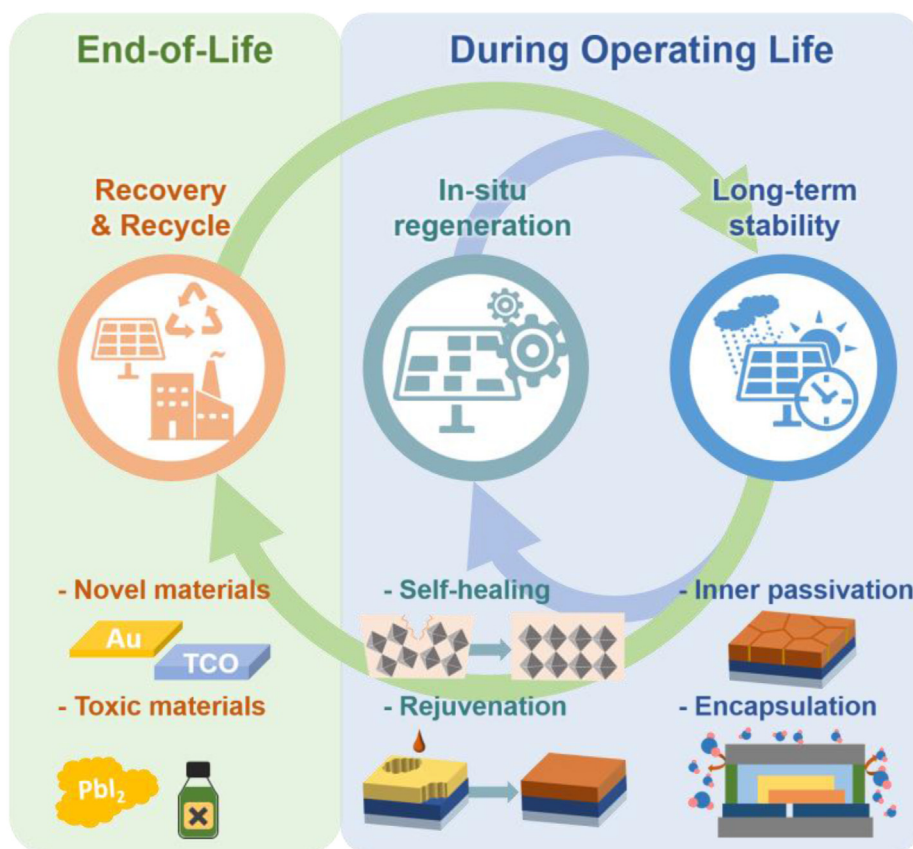 End-of-Life
During Operating Life
Recovery
& Recycle
In-situ
regeneration
Long-term
stability
- Novel materials
Au
TCO
- Toxic materials
PbI₂
- Self-healing
- Rejuvenation
- Inner passivation
- Encapsulation